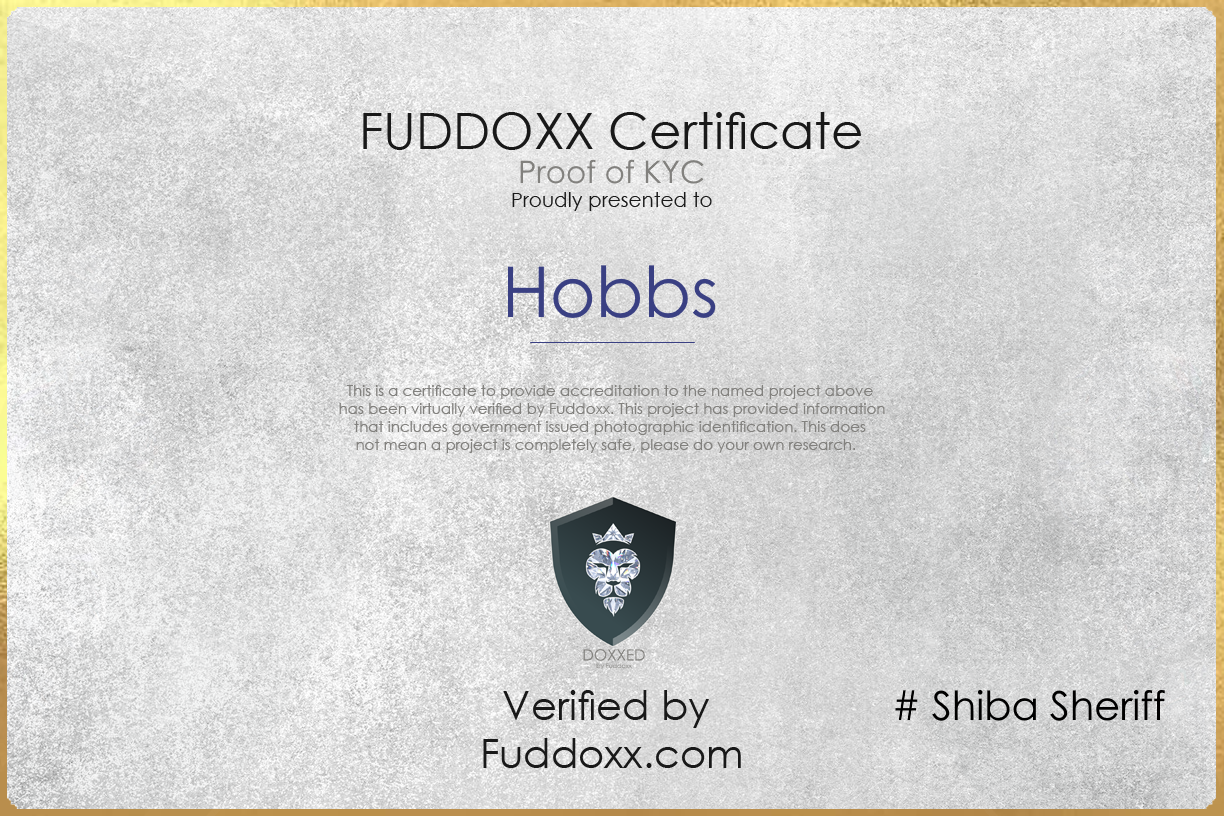 FUDDOXX Certificate
Proof of KYC
Proudly presented to
Hobbs
This is a certificate to provide accreditation to the named project above
has been virtually verified by Fuddoxx. This project has provided information
that includes government issued photographic identification. This does
not mean a project is completely safe, please do your own research.
DOXXED
By Fuddoxx
Verified by
Fuddoxx.com
# Shiba Sheriff